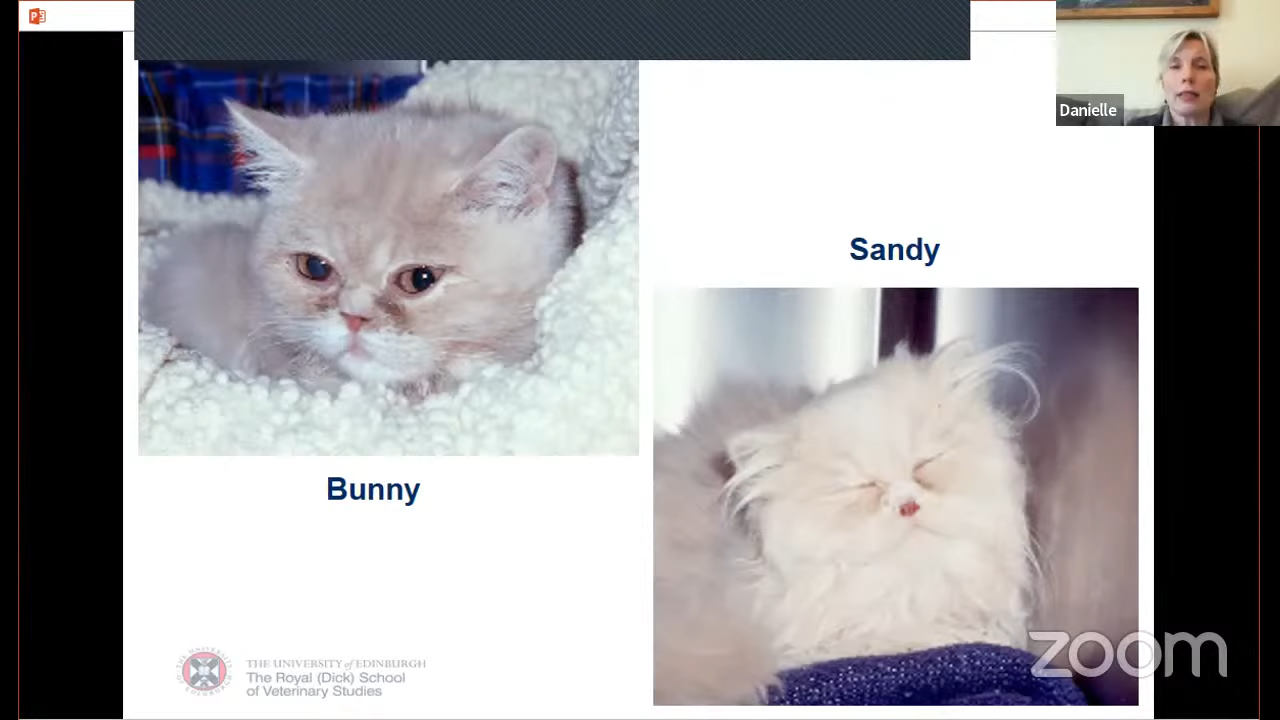 Danielle
Sandy
Bunny
THE UNIVERSITY of EDINBURGH
The Royal (Dick) School
of Veterinary Studies
zoom